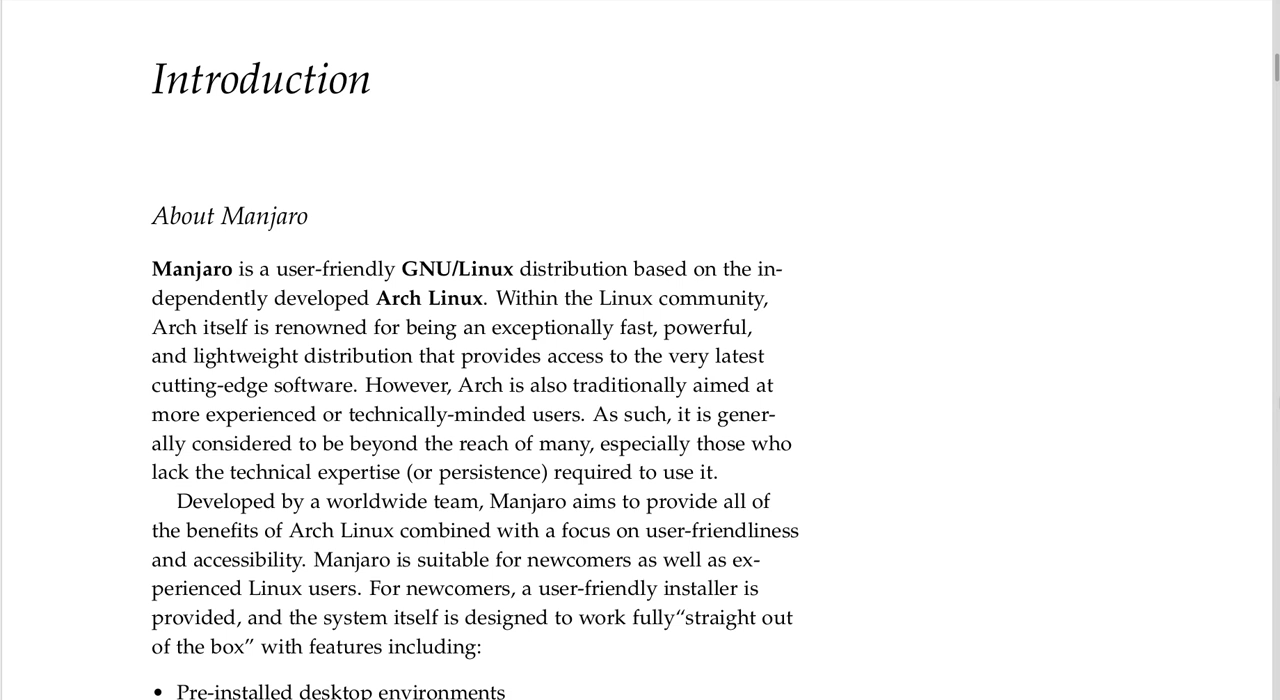 Introduction
About Manjaro
Manjaro is a user-friendly GNU/Linux distribution based on the in-
dependently developed Arch Linux. Within the Linux community,
Arch itself is renowned for being an exceptionally fast, powerful,
and lightweight distribution that provides access to the very latest
cutting-edge software. However, Arch is also traditionally aimed at
more experienced or technically-minded users. As such, it is gener-
ally considered to be beyond the reach of many, especially those who
lack the technical expertise (or persistence) required to use it.
Developed by a worldwide team, Manjaro aims to provide all of
the benefits of Arch Linux combined with a focus on user-friendliness
and accessibility. Manjaro is suitable for newcomers as well as ex-
perienced Linux users. For newcomers, a user-friendly installer is
provided, and the system itself is designed to work fully“straight out
of the box” with features including:
• Pre-installed desktop environments